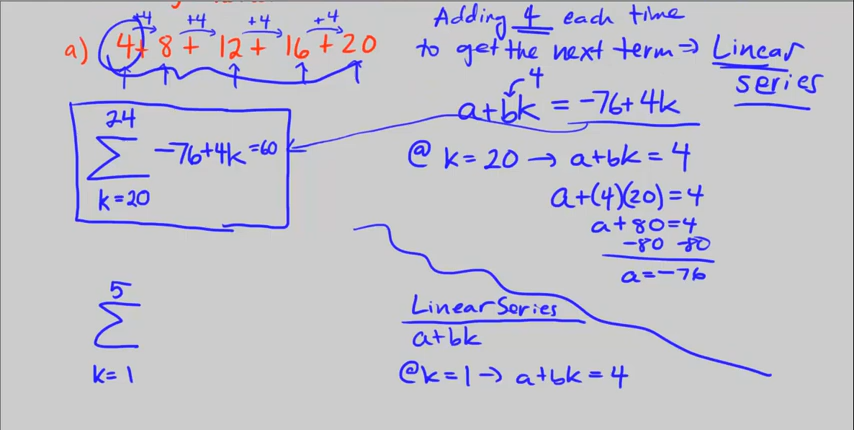 +4 +4 +4 +4
a) 4+ 8 + 12 + 16 + 20
Adding 4 each time
to get the next term ⇒ Linear
series
4
a+bk = -76+4k
24
∑ -76+4k =60
k=20
@ k=20 → a+bk = 4
a+(4)(20)=4
a+80=4
-80 -80
a=-76
5
∑
k=1
Linear Series
a+bk
@k=1→ a+bk = 4